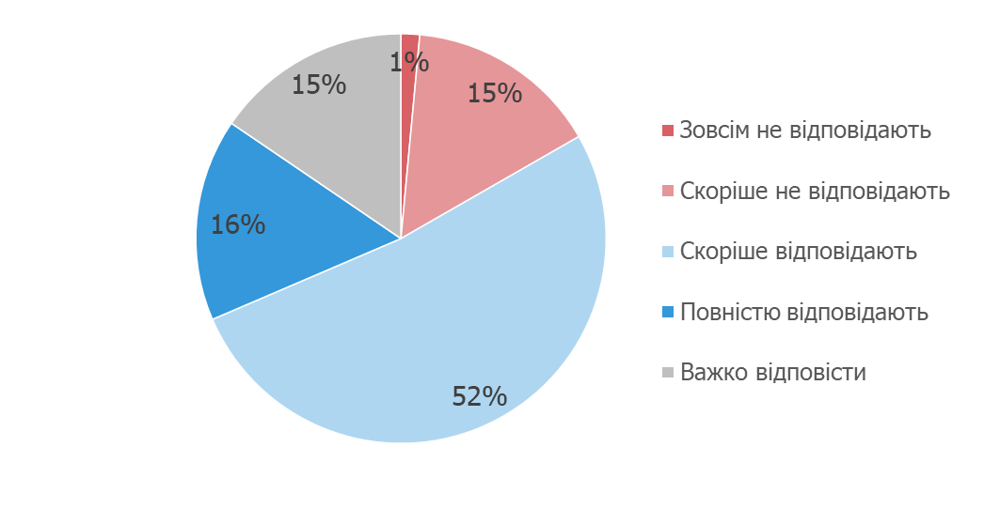 1%
15%
15%
16%
52%
Зовсім не відповідають
Скоріше не відповідають
Скоріше відповідають
Повністю відповідають
Важко відповісти